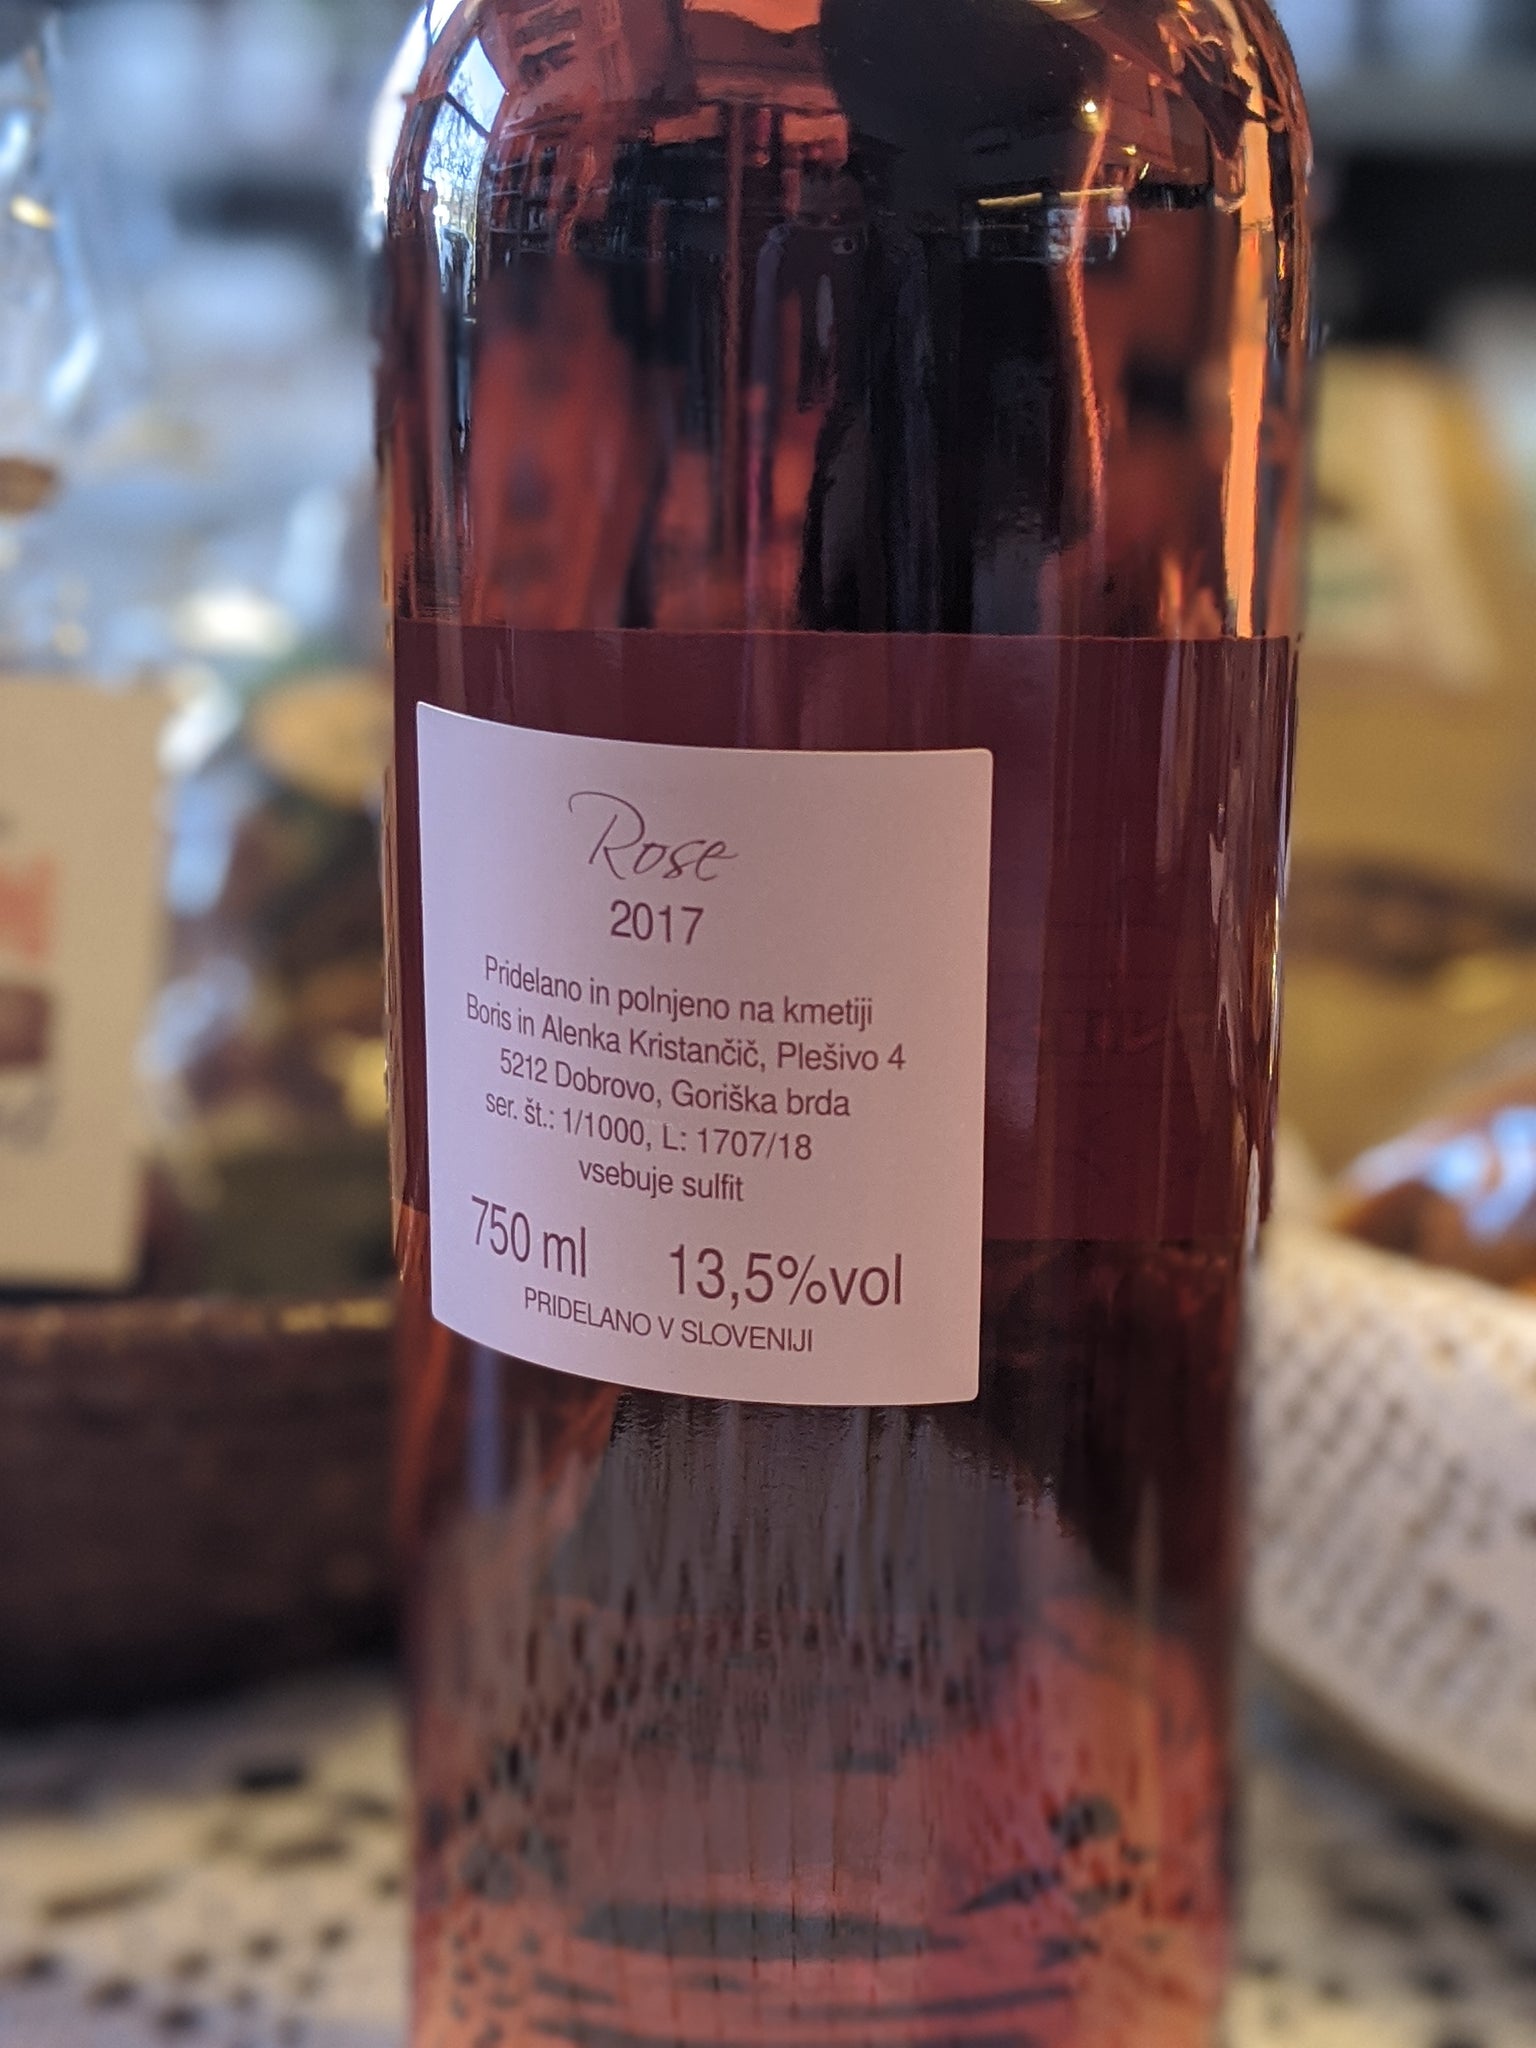 Rose
2017
Pridelano in polnjeno na kmetiji
Boris in Alenka Kristančič, Plešivo 4
5212 Dobrovo, Goriška brda
ser. št.: 1/1000, L: 1707/18
vsebuje sulfit
750 ml 13,5%vol
PRIDELANO V SLOVENIJI